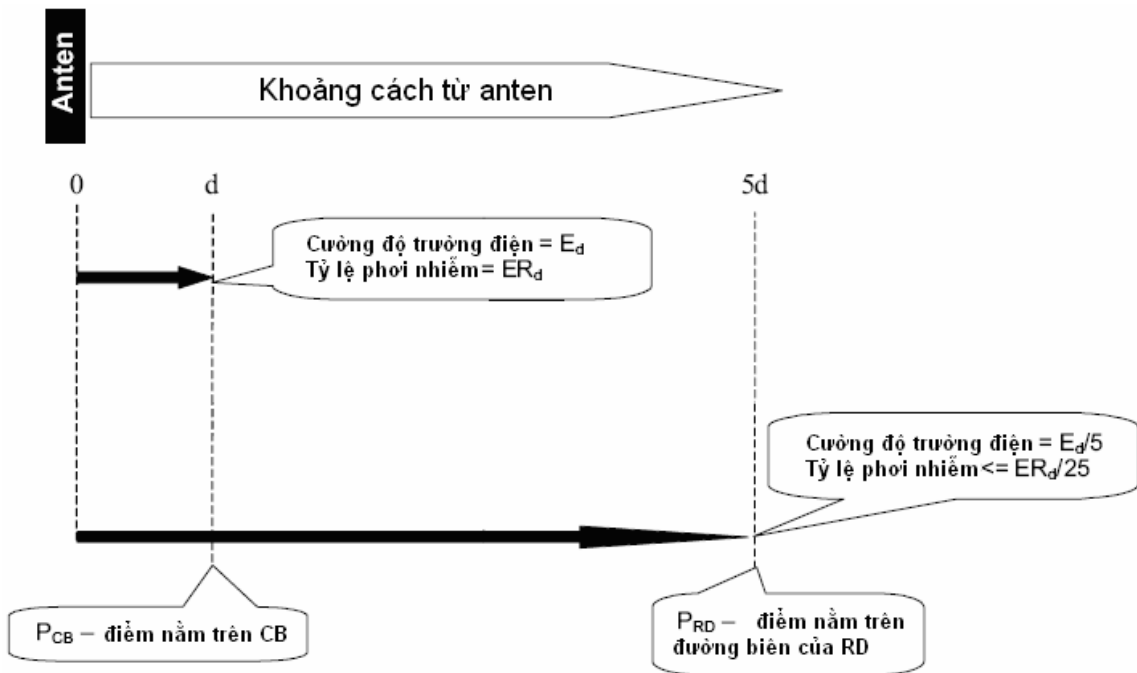 Anten
Khoảng cách từ anten
0
d
5d
Cường độ trường điện = Ed
Tỷ lệ phơi nhiễm = ERd
Cường độ trường điện = Ed/5
Tỷ lệ phơi nhiễm <= ERd/25
PCB – điểm nằm trên CB
PRD – điểm nằm trên
đường biên của RD